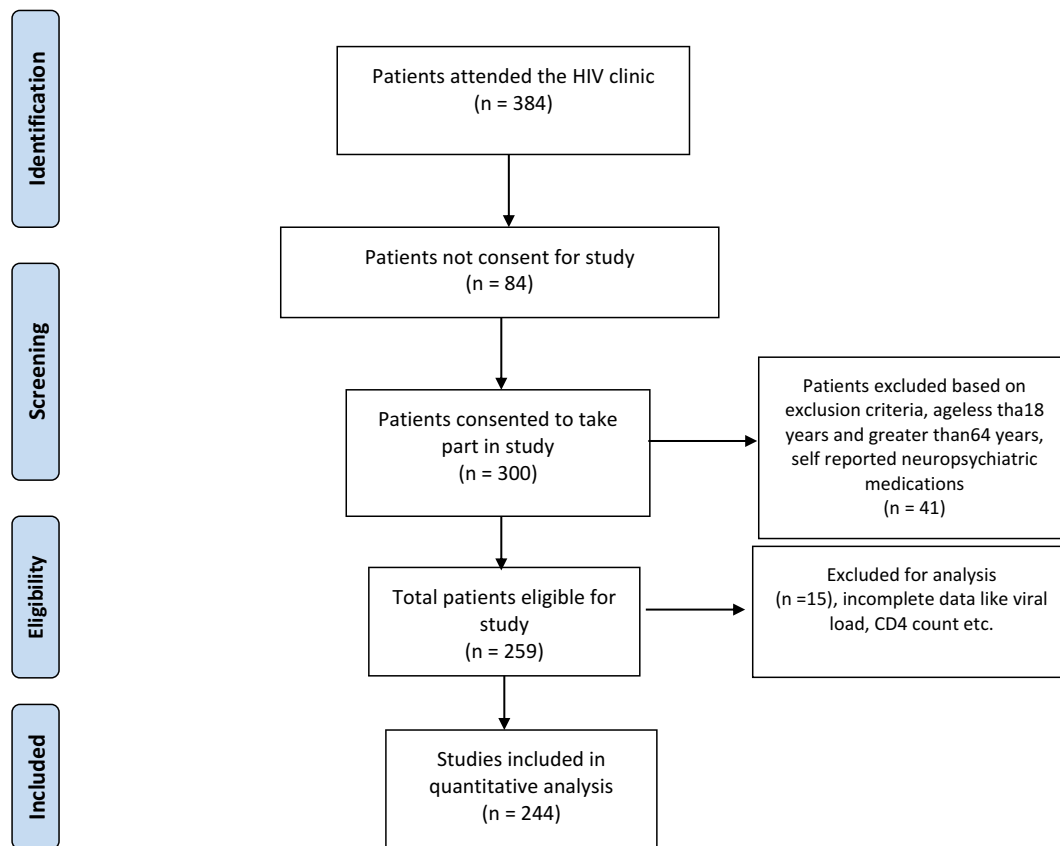 Identification
Patients attended the HIV clinic
(n = 384)
Patients not consent for study
(n = 84)
Screening
Patients consented to take
part in study
(n = 300)
Patients excluded based on
exclusion criteria, ageless tha18
years and greater than64 years,
self reported neuropsychiatric
medications
(n = 41)
Eligibility
Total patients eligible for
study
(n = 259)
Excluded for analysis
(n =15), incomplete data like viral
load, CD4 count etc.
Included
Studies included in
quantitative analysis
(n = 244)